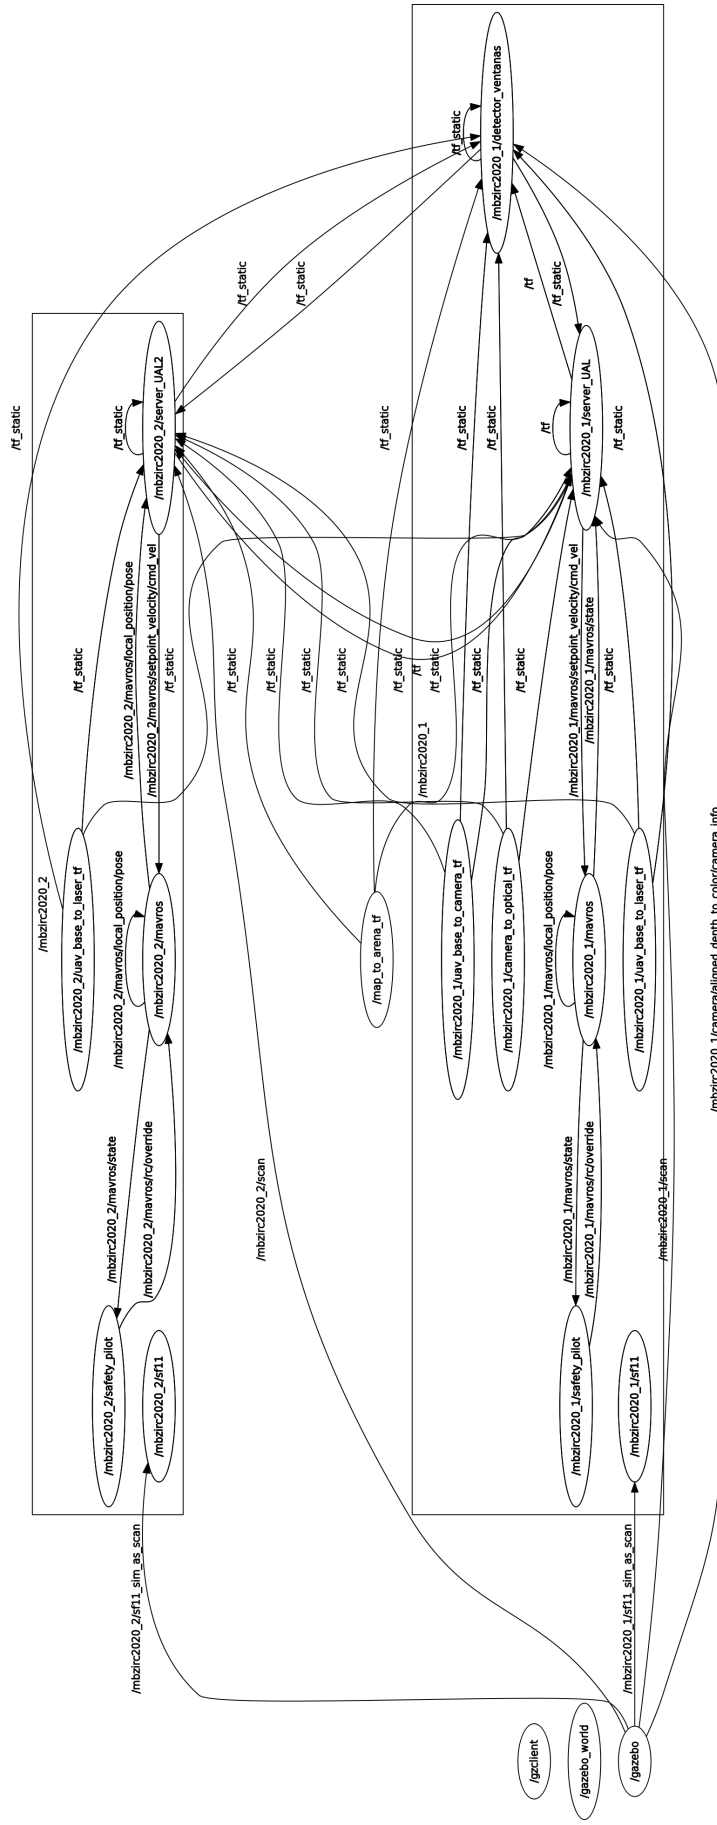 /tf_static
/mbzirc2020_2
/mbzirc2020_2/uav_base_to_laser_tf
/tf_static
/mbzirc2020_2/safety_pilot
/mbzirc2020_2/mavros/state
/mbzirc2020_2/mavros/local_position/pose
/tf_static
/mbzirc2020_2/mavros/local_position/pose
/mbzirc2020_2/sf11_sim_as_scan
/mbzirc2020_2/mavros/rc/override
/mbzirc2020_2/mavros/setpoint_velocity/cmd_vel
/mbzirc2020_2/sf11
/mbzirc2020_2/mavros
/mbzirc2020_2/server_UAL2
/tf_static
/tf_static
/tf_static
/mbzirc2020_2/scan
/tf_static
/tf_static
/tf_static
/tf_static
/map_to_arena_tf
/tf_static
/tf_static
/tf
/mbzirc2020_1
/tf_static
/mbzirc2020_1/uav_base_to_camera_tf
/tf_static
/tf_static
/tf_static
/tf_static
/mbzirc2020_1/detector_ventanas
/mbzirc2020_1/camera_to_optical_tf
/tf_static
/tf
/gzclient
/tf
/mbzirc2020_1/mavros/local_position/pose
/tf_static
/mbzirc2020_1/mavros/state
/mbzirc2020_1/mavros/setpoint_velocity/cmd_vel
/mbzirc2020_1/safety_pilot
/gazebo_world
/mbzirc2020_1/mavros
/mbzirc2020_1/server_UAL
/mbzirc2020_1/mavros/rc/override
/mbzirc2020_1/mavros/state
/tf_static
/tf_static
/mbzirc2020_1/sf11_sim_as_scan
/gazebo
/mbzirc2020_1/sf11
/mbzirc2020_1/uav_base_to_laser_tf
/mbzirc2020_1/scan
/mbzirc2020_1/camera/aligned_depth_to_color/camera_info